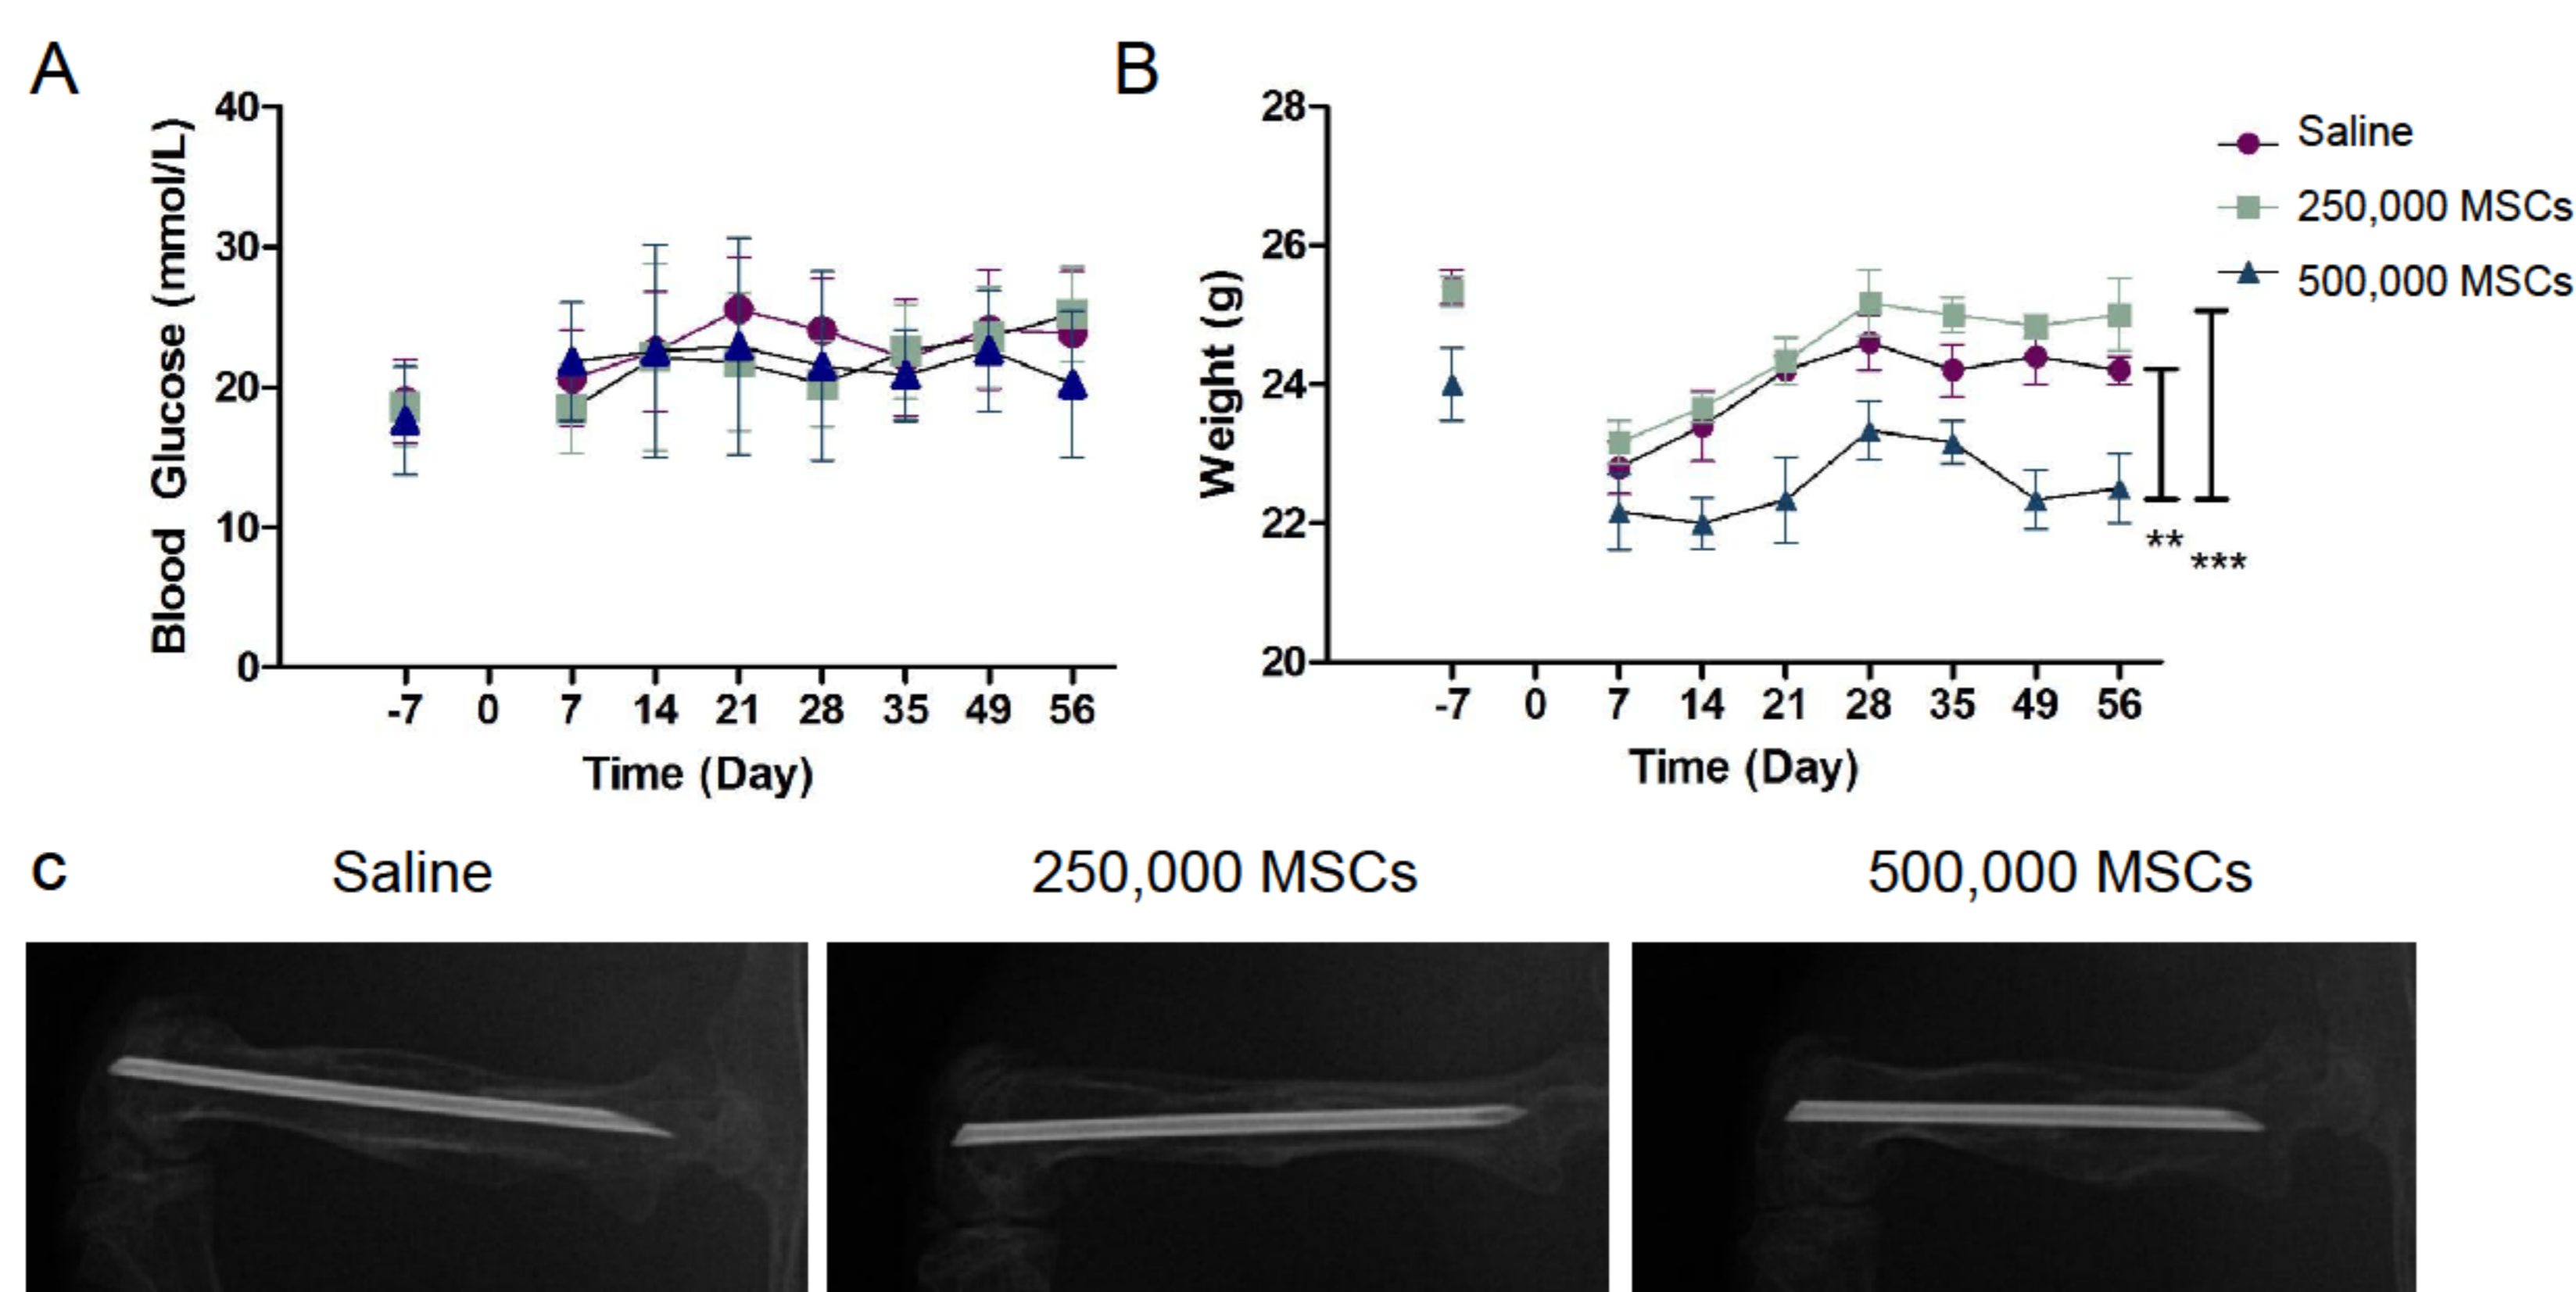 A
B
40
30
20
10
0
Blood Glucose (mmol/L)
-7 0 7 14 21 28 35 49 56
Time (Day)
28
26
24
22
20
Weight (g)
-7 0 7 14 21 28 35 49 56
Time (Day)
Saline
250,000 MSCs
500,000 MSCs
**
***
c
Saline
250,000 MSCs
500,000 MSCs